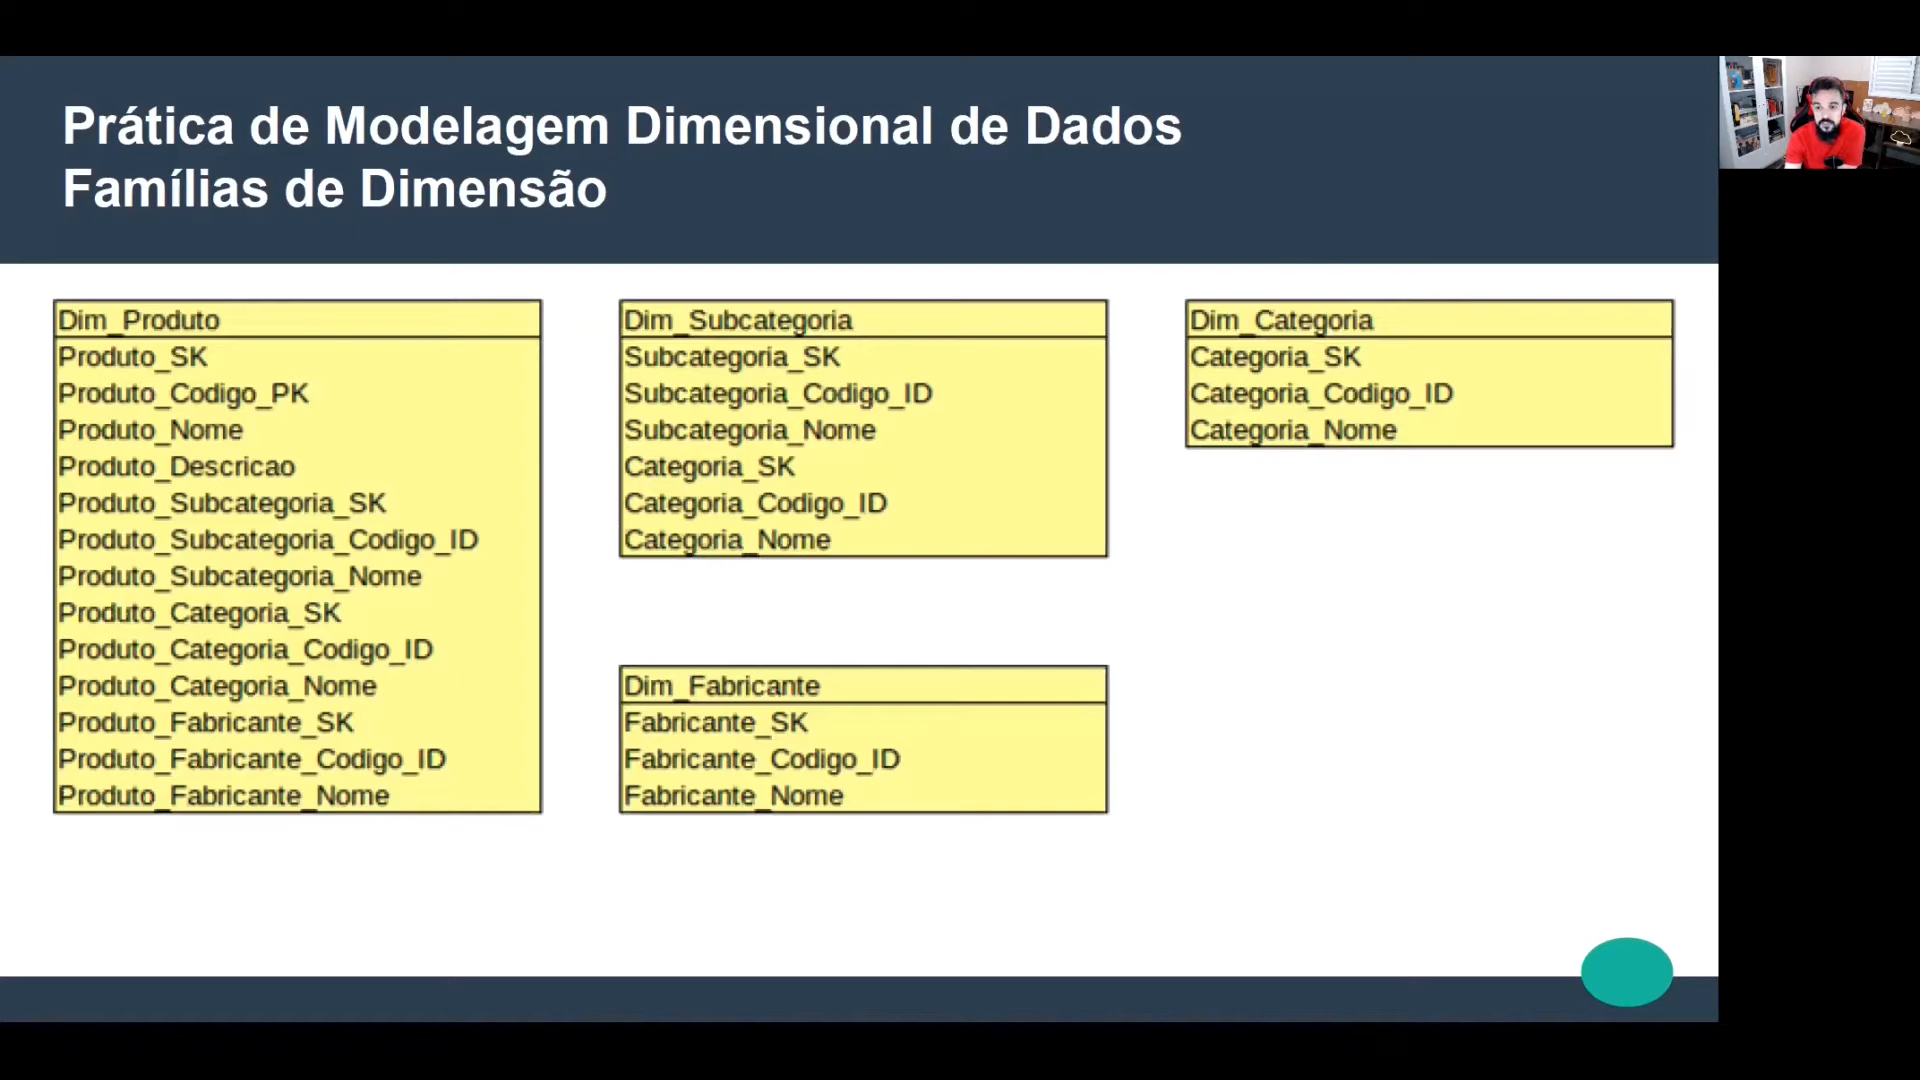 Prática de Modelagem Dimensional de Dados
Famílias de Dimensão
Dim_Produto
Produto_SK
Produto_Codigo_PK
Produto_Nome
Produto_Descricao
Produto_Subcategoria_SK
Produto_Subcategoria_Codigo_ID
Produto_Subcategoria_Nome
Produto_Categoria_SK
Produto_Categoria_Codigo_ID
Produto_Categoria_Nome
Produto_Fabricante_SK
Produto_Fabricante_Codigo_ID
Produto_Fabricante_Nome
Dim_Subcategoria
Subcategoria_SK
Subcategoria_Codigo_ID
Subcategoria_Nome
Categoria_SK
Categoria_Codigo_ID
Categoria_Nome
Dim_Fabricante
Fabricante_SK
Fabricante_Codigo_ID
Fabricante_Nome
Dim_Categoria
Categoria_SK
Categoria_Codigo_ID
Categoria_Nome